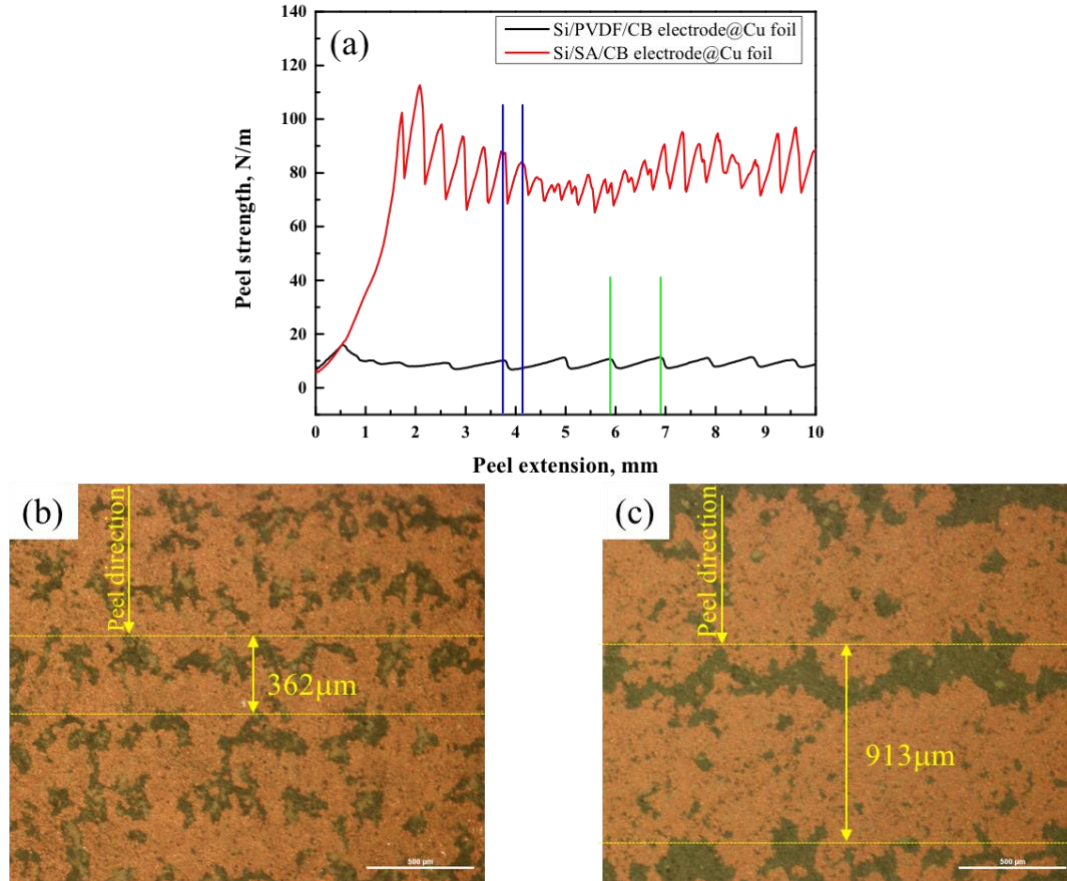 (a)
Si/PVDF/CB electrode@Cu foil
Si/SA/CB electrode@Cu foil
140
120
100
80
60
40
20
0
Peel strength, N/m
0 1 2 3 4 5 6 7 8 9 10
Peel extension, mm
(b)
Peel direction
362μm
500 μm
(c)
Peel direction
913μm
500 μm